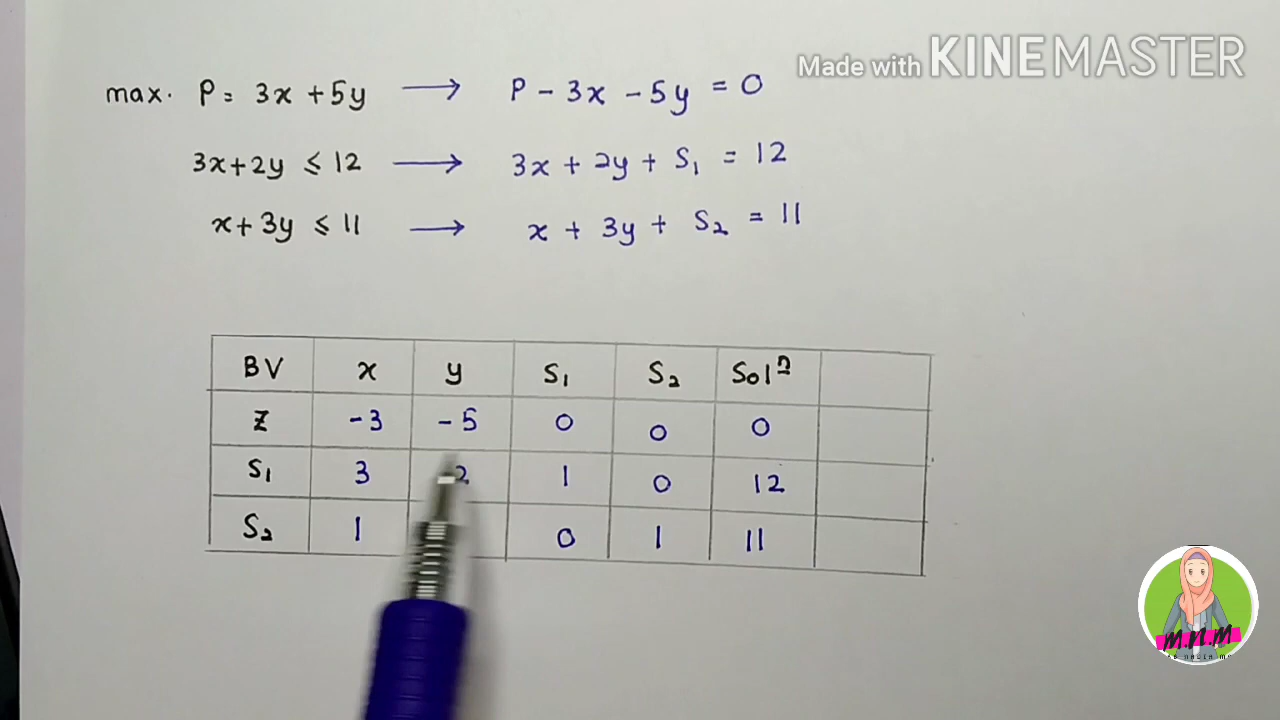 Made with KINEMASTER
max. P = 3x + 5y → P - 3x - 5y = 0
3x + 2y ≤ 12 → 3x + 2y + S₁ = 12
x + 3y ≤ 11 → x + 3y + S₂ = 11
BV x y S₁ S₂ Solⁿ
Z -3 -5 0 0 0
S₁ 3 2 1 0 12
S₂ 1 0 1 11
M.N.M